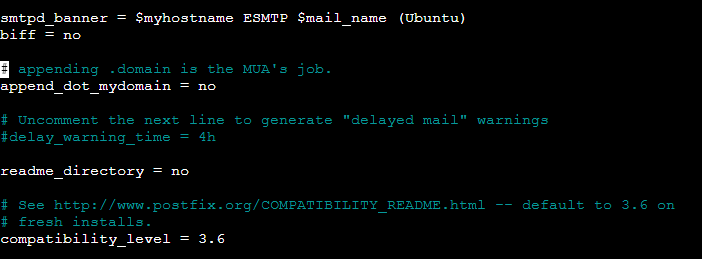 smtpd_banner = $myhostname ESMTP $mail_name (Ubuntu)
biff = no
# appending .domain is the MUA's job.
append_dot_mydomain = no
# Uncomment the next line to generate "delayed mail" warnings
#delay_warning_time = 4h
readme_directory = no
# See http://www.postfix.org/COMPATIBILITY_README.html -- default to 3.6 on
# fresh installs.
compatibility_level = 3.6